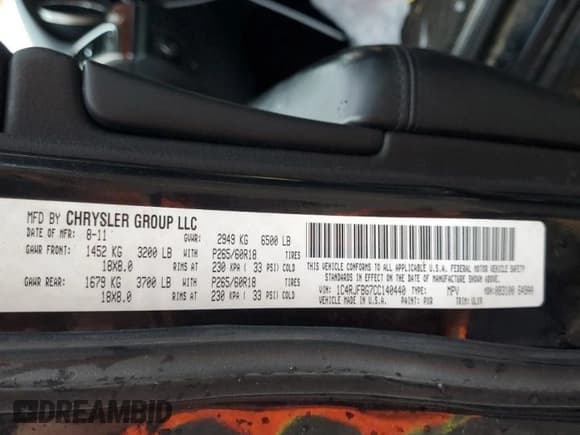 MFD BY CHRYSLER GROUP LLC
DATE OF MFR: 8-11 GVWR: 2949 KG 6500 LB
GAWR FRONT: 1452 KG 3200 LB WITH P265/60R18 TIRES
18X8.0 RIMS AT 230 KPA ( 33 PSI) COLD
GAWR REAR: 1679 KG 3700 LB WITH P265/60R18 TIRES
18X8.0 RIMS AT 230 KPA ( 33 PSI) COLD
THIS VEHICLE CONFORMS TO ALL APPLICABLE U.S.A. FEDERAL MOTOR VEHICLE SAFETY,
STANDARDS IN EFFECT ON THE DATE OF MANUFACTURE SHOWN ABOVE.
VIN: 1C4RJFBG7CC140440 TYPE: MPV MDH: 083108
VEHICLE MADE IN U.S.A. PAINT: PXR TRIM:
DREAMBID